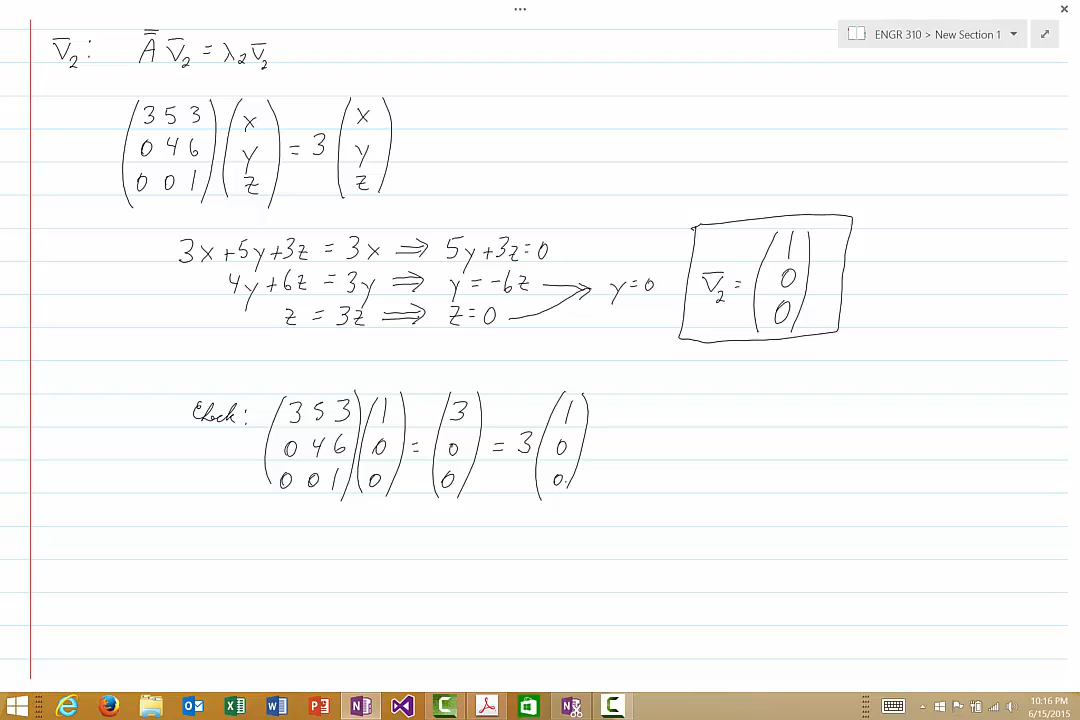 ENGR 310 > New Section 1
V̄₂: A̿ V̄₂ = λ₂V̄₂
(3 5 3) (x) (x)
(0 4 6) (y) = 3 (y)
(0 0 1) (z) (z)
3x+5y+3z = 3x ⟹ 5y+3z=0
4y+6z = 3y ⟹ y = -6z → y=0
z = 3z ⟹ z=0
V̄₂ = (1 0 0)
Check:
(3 5 3) (1) (3) (1)
(0 4 6) (0) = (0) = 3 (0)
(0 0 1) (0) (0) (0)
10:16 PM
6/15/2015